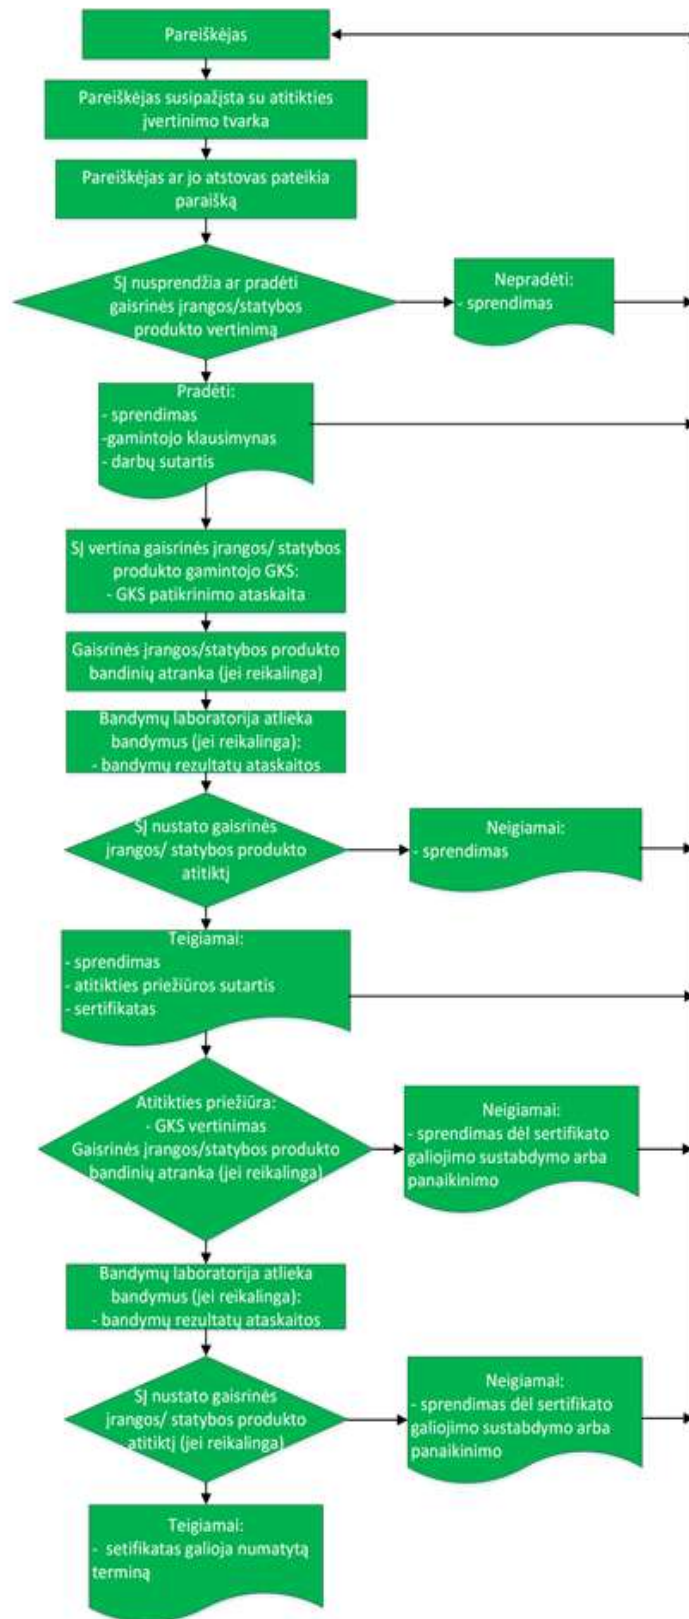 Pareiškėjas
Pareiškėjas susipažįsta su atitikties
įvertinimo tvarka
Pareiškėjas ar jo atstovas pateikia
paraišką
SĮ nusprendžia ar pradėti
gaisrinės įrangos/statybos
produkto vertinimą
Nepradėti:
- sprendimas
Pradėti:
- sprendimas
-gamintojo klausimynas
- darbų sutartis
SĮ vertina gaisrinės įrangos/ statybos
produkto gamintojo GKS:
- GKS patikrinimo ataskaita
Gaisrinės įrangos/statybos produkto
bandinių atranka (jei reikalinga)
Bandymų laboratorija atlieka
bandymus (jei reikalinga):
- bandymų rezultatų ataskaitos
SĮ nustato gaisrinės
įrangos/ statybos produkto
atitiktį
Neigiamai:
- sprendimas
Teigiamai:
- sprendimas
- atitikties priežiūros sutartis
- sertifikatas
Atitikties priežiūra:
- GKS vertinimas
Gaisrinės įrangos/statybos produkto
bandinių atranka (jei reikalinga)
Neigiamai:
- sprendimas dėl sertifikato
galiojimo sustabdymo arba
panaikinimo
Bandymų laboratorija atlieka
bandymus (jei reikalinga):
- bandymų rezultatų ataskaitos
SĮ nustato gaisrinės
įrangos/ statybos produkto
atitiktį (jei reikalinga)
Neigiamai:
- sprendimas dėl sertifikato
galiojimo sustabdymo arba
panaikinimo
Teigiamai:
- setifikatas galioja numatytą
terminą